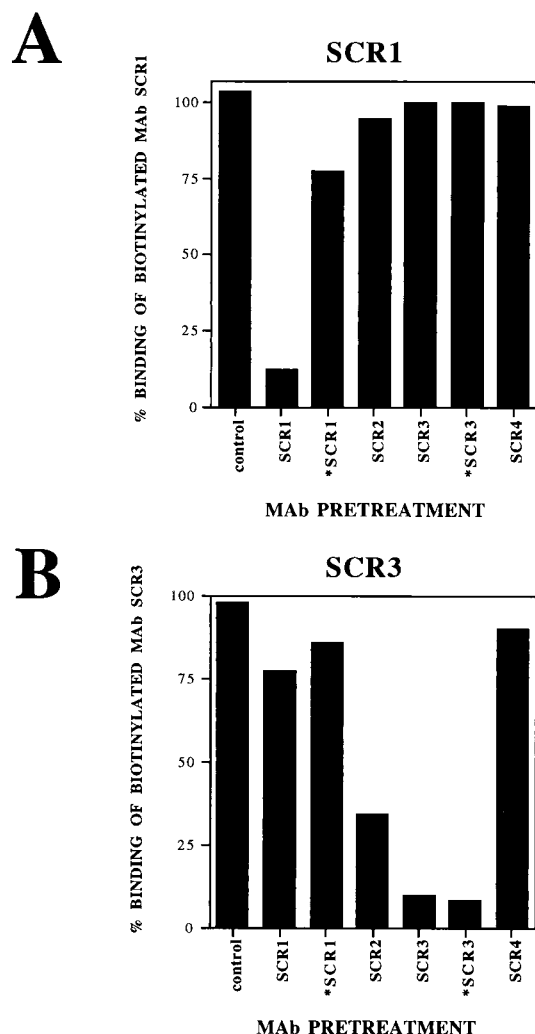 A
SCR1
% BINDING OF BIOTINYLATED MAb SCR1
100
75
50
25
0
control
SCR1
*SCR1
SCR2
SCR3
*SCR3
SCR4
MAb PRETREATMENT
B
SCR3
% BINDING OF BIOTINYLATED MAb SCR3
100
75
50
25
0
control
SCR1
*SCR1
SCR2
SCR3
*SCR3
SCR4
MAb PRETREATMENT